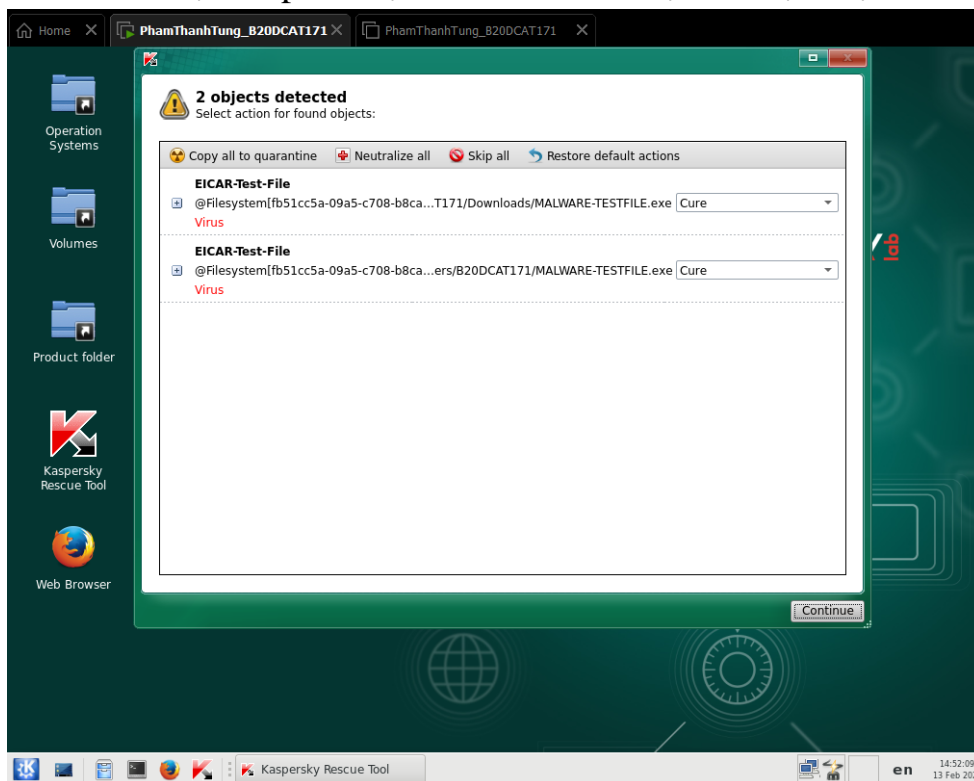 Home
PhamThanhTung_B20DCAT171
PhamThanhTung_B20DCAT171
2 objects detected
Select action for found objects:
Operation
Systems
Copy all to quarantine Neutralize all Skip all Restore default actions
EICAR-Test-File
@Filesystem[fb51cc5a-09a5-c708-b8ca...T171/Downloads/MALWARE-TESTFILE.exe Cure
Virus
EICAR-Test-File
@Filesystem[fb51cc5a-09a5-c708-b8ca...ers/B20DCAT171/MALWARE-TESTFILE.exe Cure
Virus
Volumes
lab
Product folder
Kaspersky
Rescue Tool
Web Browser
Continue
Kaspersky Rescue Tool
en
13 Feb